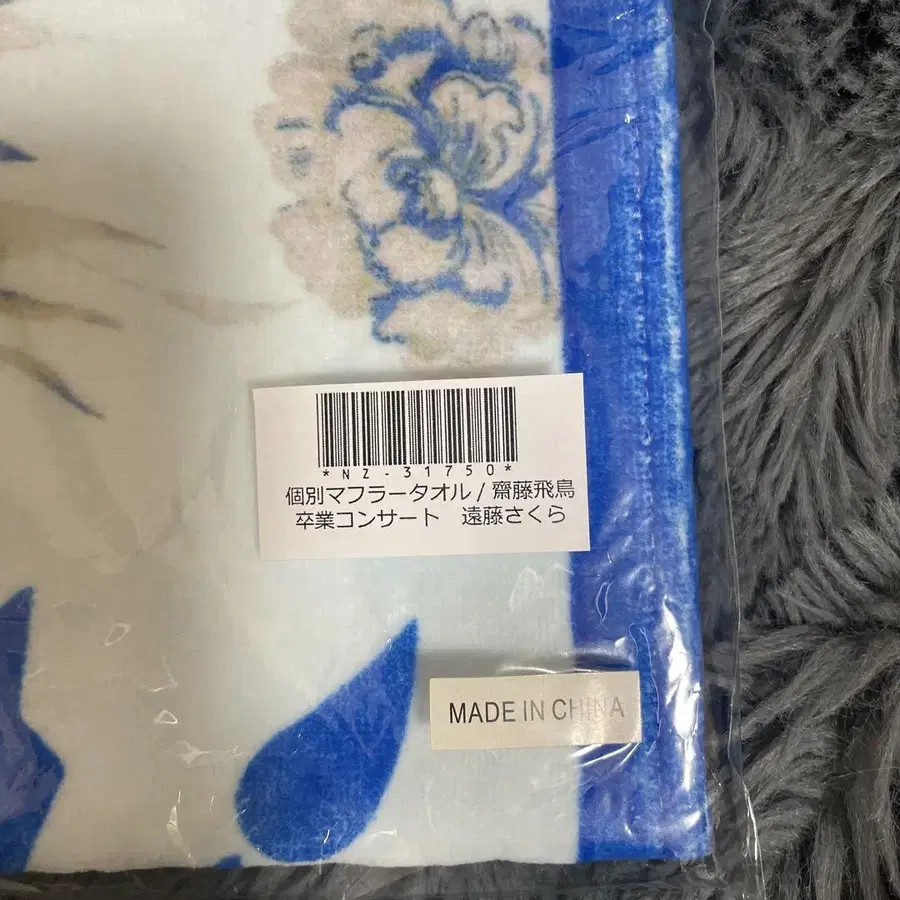 *NZ-31750*
個別マフラータオル/齋藤飛鳥
卒業コンサート　遠藤さくら
MADE IN CHINA